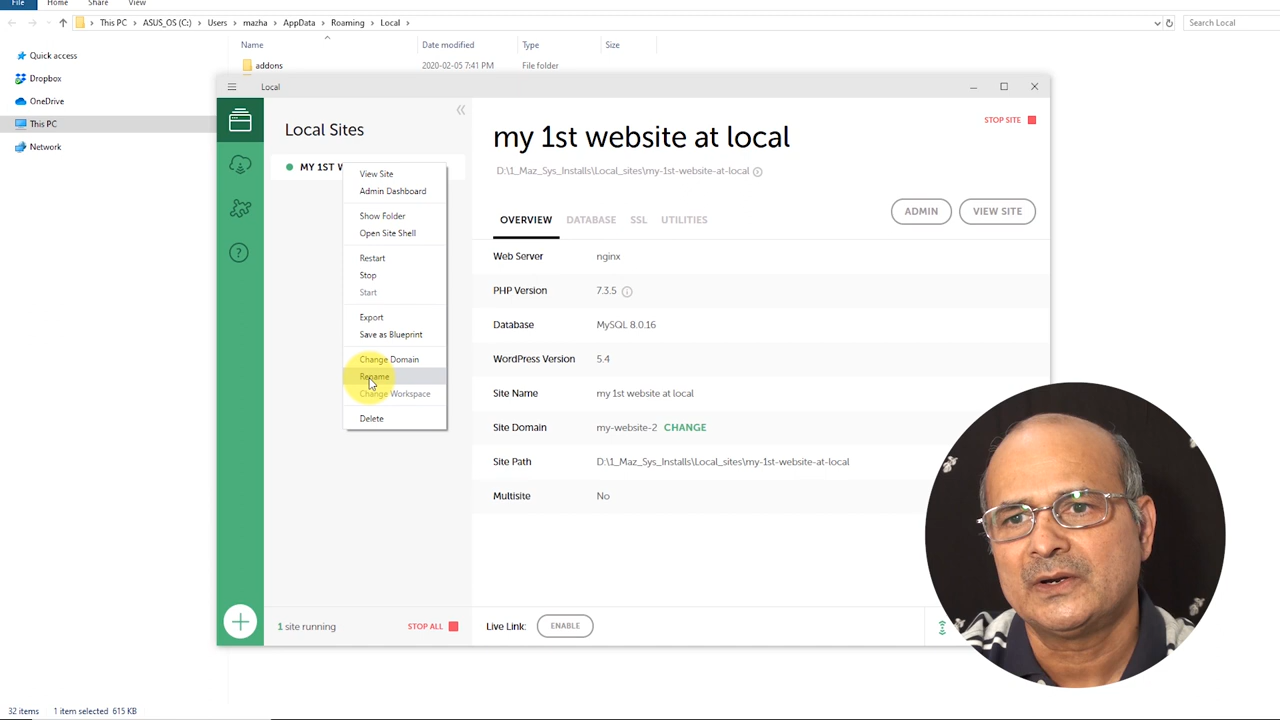 File Home Share View
This PC > ASUS_OS (C:) > Users > mazha > AppData > Roaming > Local >
Search Local
Quick access
Dropbox
OneDrive
This PC
Network
Name Date modified Type Size
addons 2020-02-05 7:41 PM File folder
Local
Local Sites
MY 1ST W
View Site
Admin Dashboard
Show Folder
Open Site Shell
Restart
Stop
Start
Export
Save as Blueprint
Change Domain
Rename
Change Workspace
Delete
my 1st website at local
STOP SITE
D:\1_Maz_Sys_Installs\Local_sites\my-1st-website-at-local
OVERVIEW DATABASE SSL UTILITIES
ADMIN VIEW SITE
Web Server nginx
PHP Version 7.3.5
Database MySQL 8.0.16
WordPress Version 5.4
Site Name my 1st website at local
Site Domain my-website-2 CHANGE
Site Path D:\1_Maz_Sys_Installs\Local_sites\my-1st-website-at-local
Multisite No
1 site running STOP ALL
Live Link: ENABLE
32 items 1 item selected 615 KB